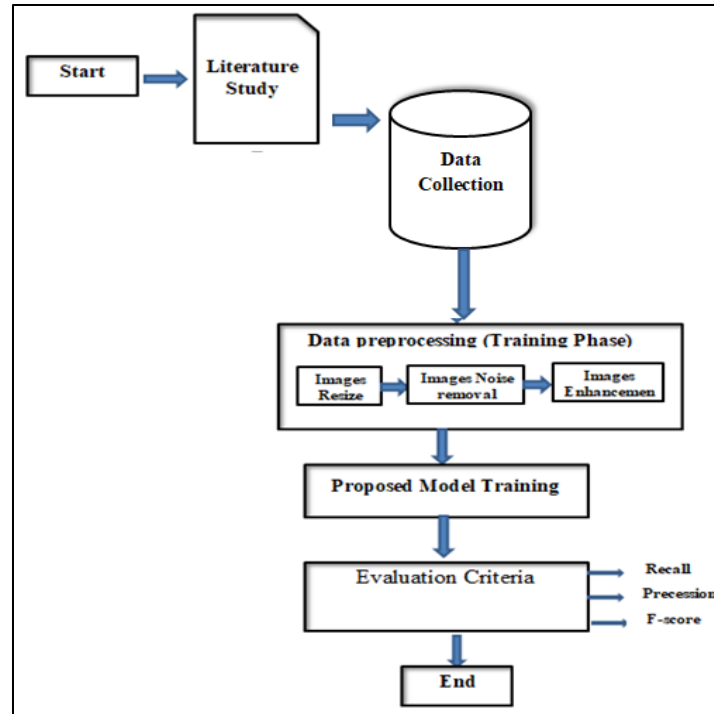 Start
Literature
Study
Data
Collection
Data preprocessing (Training Phase)
Images
Resize
Images Noise
removal
Images
Enhancemen
Proposed Model Training
Evaluation Criteria
Recall
Precession
F-score
End